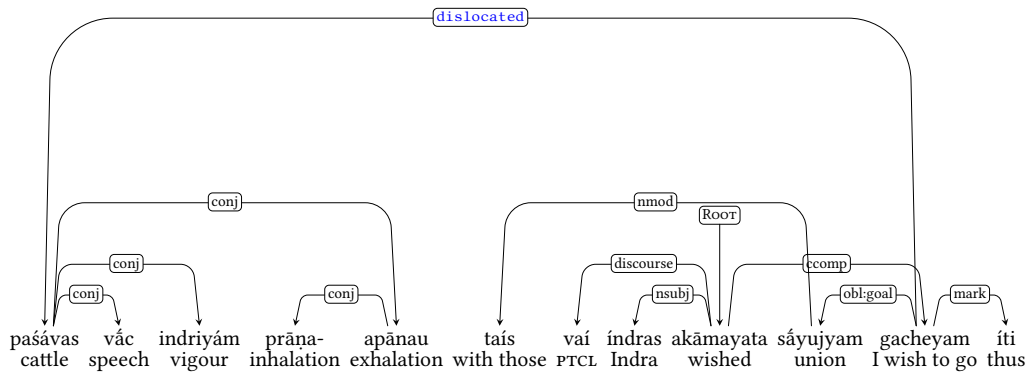 dislocated
conj nmod
ROOT
conj discourse ccomp
conj conj nsubj obl:goal mark
paśávas vā́c indriyám prāṇa- apānau taís vaí índras akāmayata sā́yujyam gacheyam íti
cattle speech vigour inhalation exhalation with those PTCL Indra wished union I wish to go thus